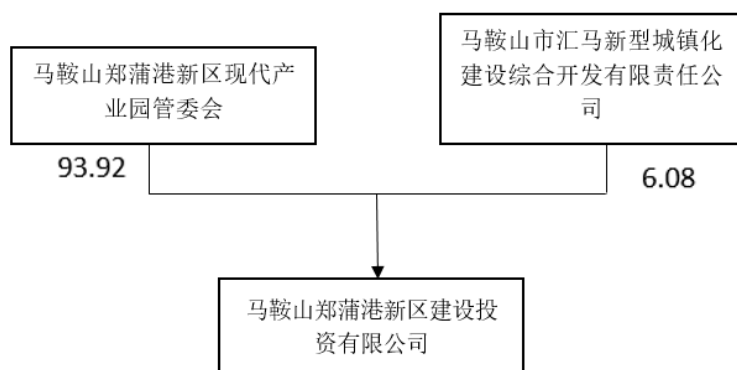 马鞍山郑蒲港新区现代产
业园管委会
马鞍山市汇马新型城镇化
建设综合开发有限责任公
司
93.92
6.08
马鞍山郑蒲港新区建设投
资有限公司